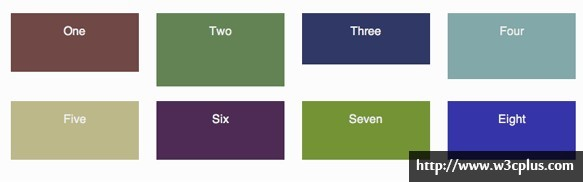 One
Two
Three
Four
Five
Six
Seven
Eight
http://www.w3cplus.com